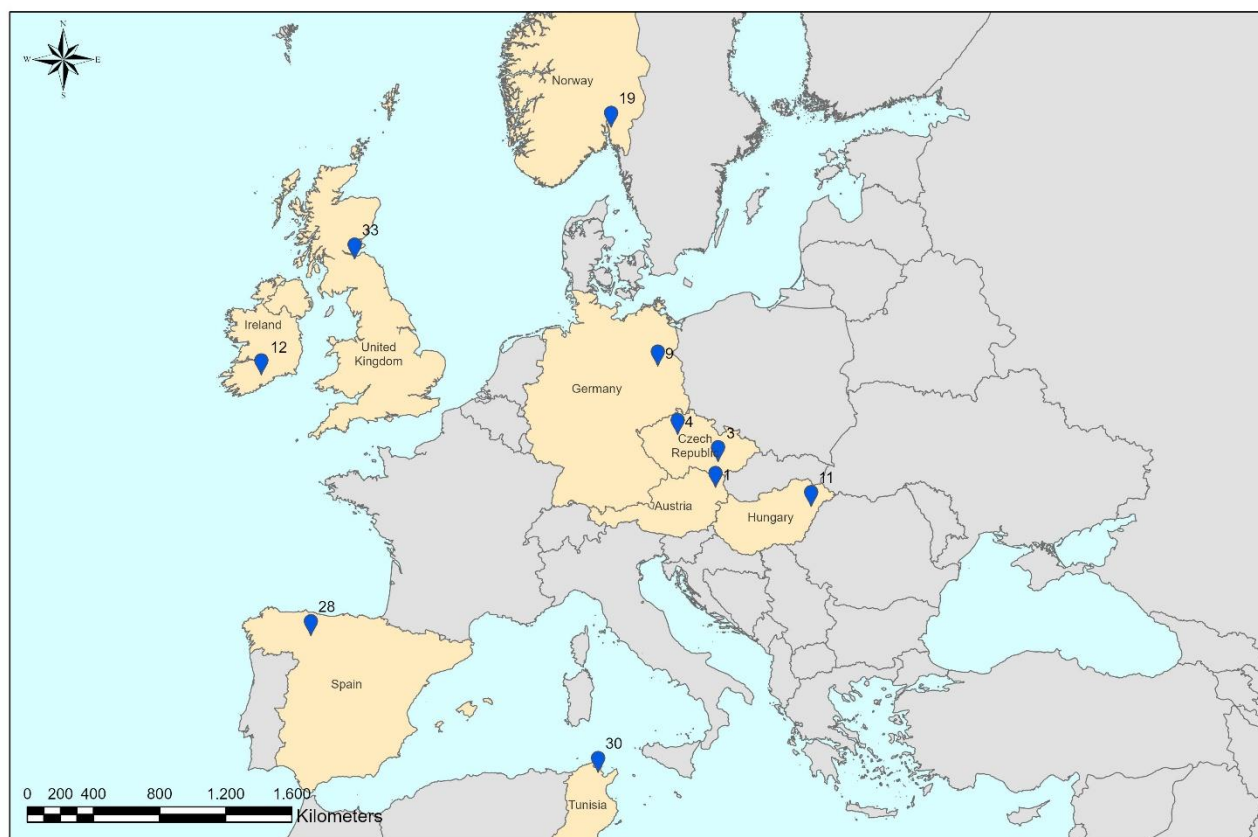 N
W E
S
Norway
19
33
Ireland
12
United
Kingdom
9
Germany
4
3
Czech
Republic
1
11
Austria
Hungary
28
Spain
30
Tunisia
0 200 400 800 1.200 1.600
Kilometers